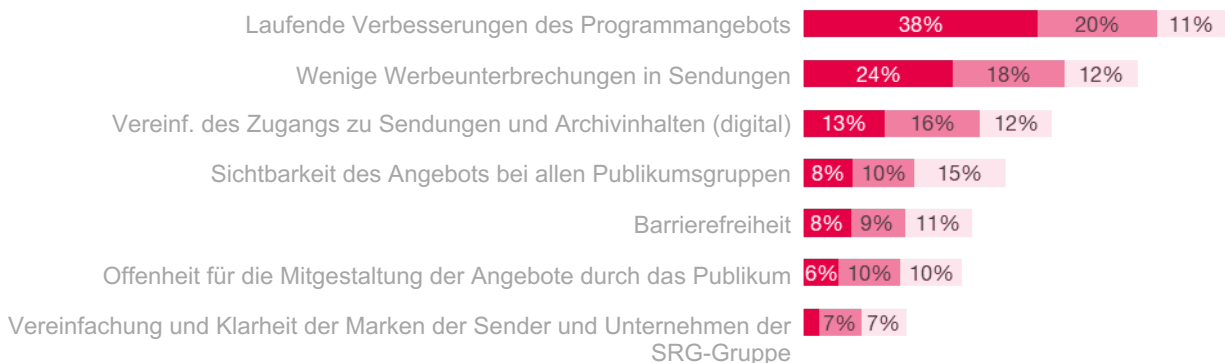 Laufende Verbesserungen des Programmangebots 38% 20% 11%
Wenige Werbeunterbrechungen in Sendungen 24% 18% 12%
Vereinf. des Zugangs zu Sendungen und Archivinhalten (digital) 13% 16% 12%
Sichtbarkeit des Angebots bei allen Publikumsgruppen 8% 10% 15%
Barrierefreiheit 8% 9% 11%
Offenheit für die Mitgestaltung der Angebote durch das Publikum 6% 10% 10%
Vereinfachung und Klarheit der Marken der Sender und Unternehmen der 7% 7%
SRG-Gruppe